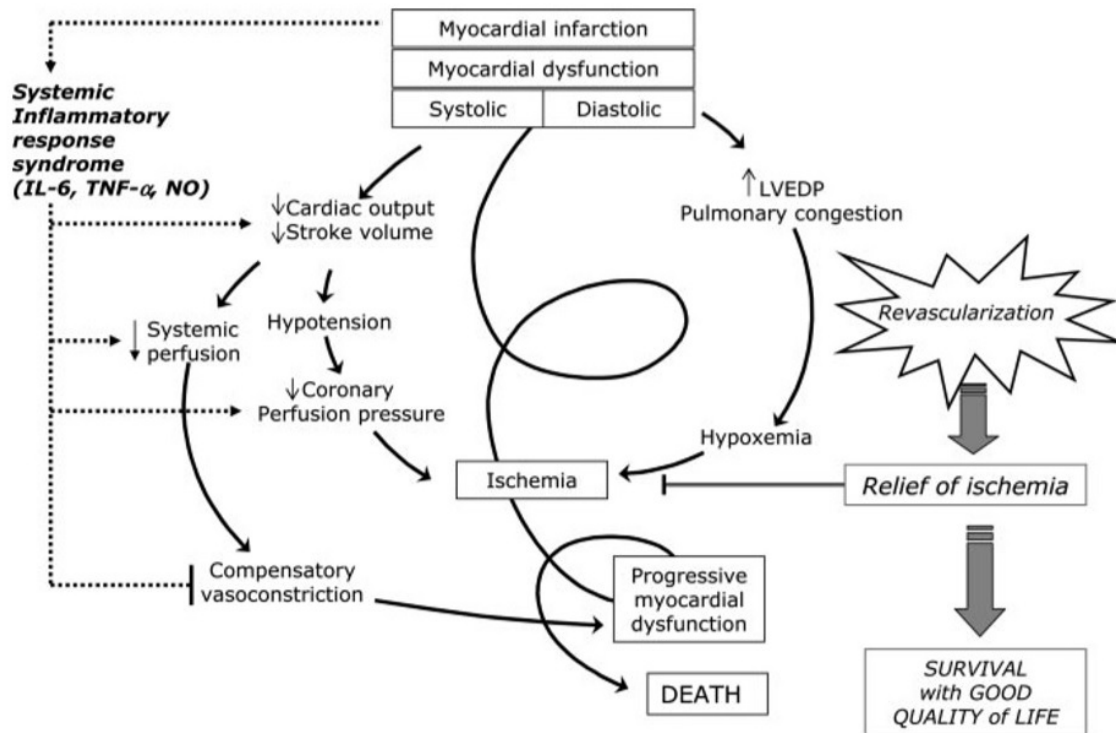 Myocardial infarction
Myocardial dysfunction
Systolic
Diastolic
Systemic
Inflammatory
response
syndrome
(IL-6, TNF-α, NO)
↓Cardiac output
↓Stroke volume
↑LVEDP
Pulmonary congestion
Revascularization
↓ Systemic
perfusion
Hypotension
↓Coronary
Perfusion pressure
Hypoxemia
Ischemia
Relief of ischemia
Compensatory
vasoconstriction
Progressive
myocardial
dysfunction
DEATH
SURVIVAL
with GOOD
QUALITY of LIFE